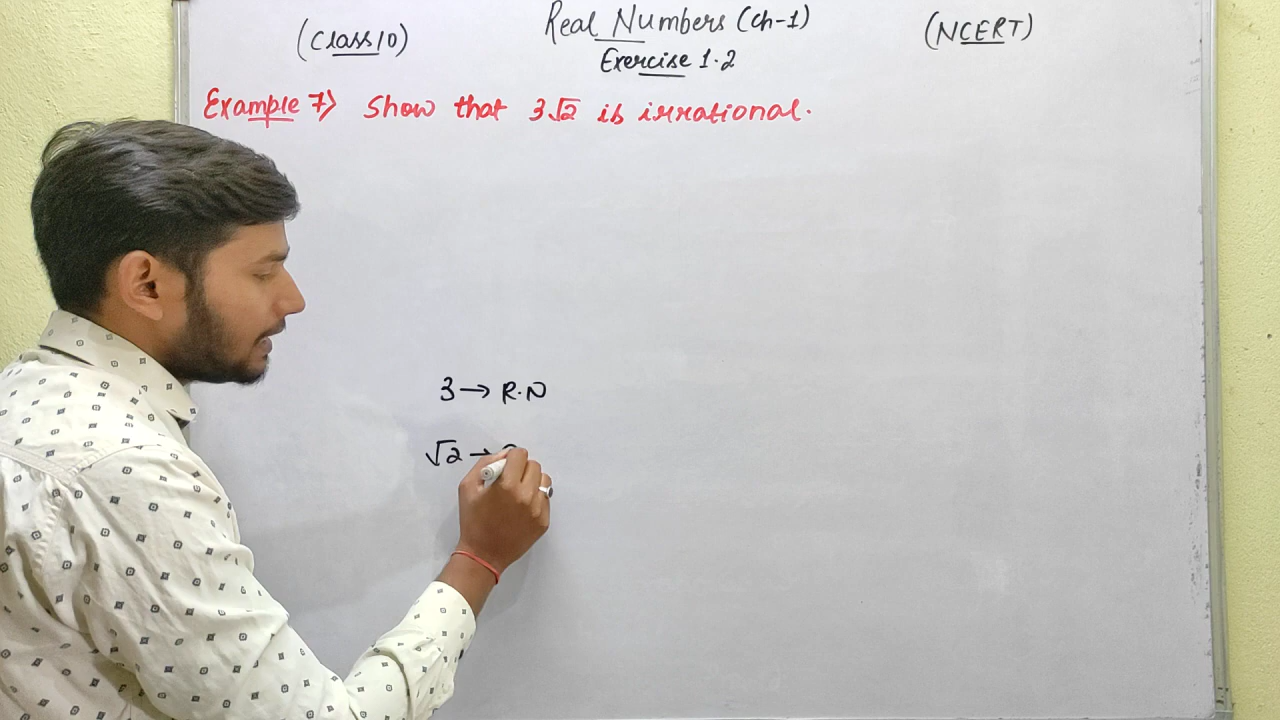 (Class 10) Real Numbers (Ch-1) (NCERT)
Exercise 1.2
Example 7) Show that 3√2 is irrational.
3 → R.N
√2 →